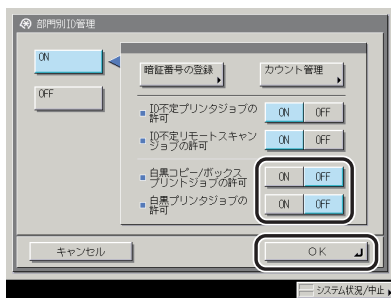 部門別ID管理
ON
OFF
暗証番号の登録
カウント管理
ID不定プリンタジョブの
許可
ON OFF
ID不定リモートスキャン
ジョブの許可
ON OFF
白黒コピー/ボックス
プリントジョブの許可
ON OFF
白黒プリンタジョブの
許可
ON OFF
キャンセル
OK
システム状況/中止